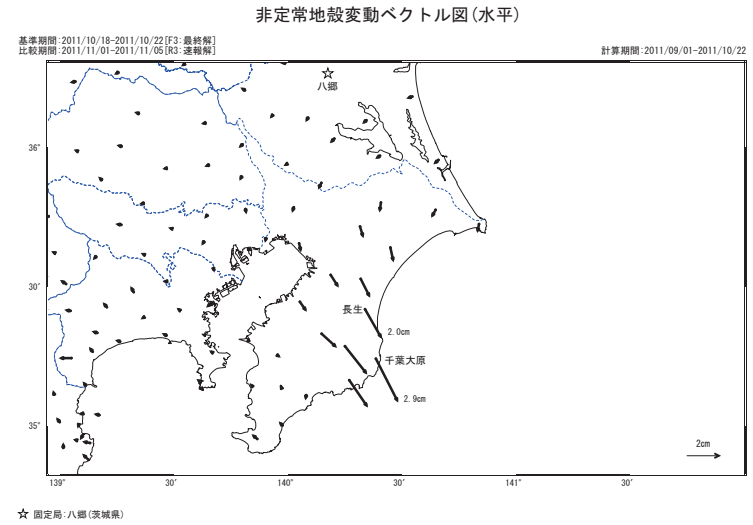 非定常地殻変動ベクトル図(水平)
基準期間:2011/10/18-2011/10/22[F3:最終解]
比較期間:2011/11/01-2011/11/05[R3:速報解]
計算期間:2011/09/01-2011/10/22
八郷
36°
30′
長生
2.0cm
千葉大原
2.9cm
35°
2cm
139° 30′ 140° 30′ 141° 30′
☆ 固定局:八郷(茨城県)